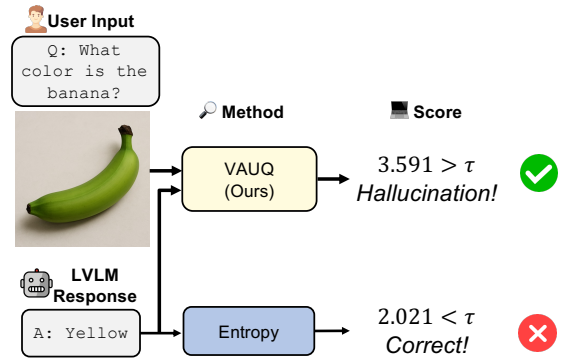 User Input
Q: What
color is the
banana?
Method
Score
VAUQ
(Ours)
3.591 > τ
Hallucination!
LVLM
Response
A: Yellow
Entropy
2.021 < τ
Correct!